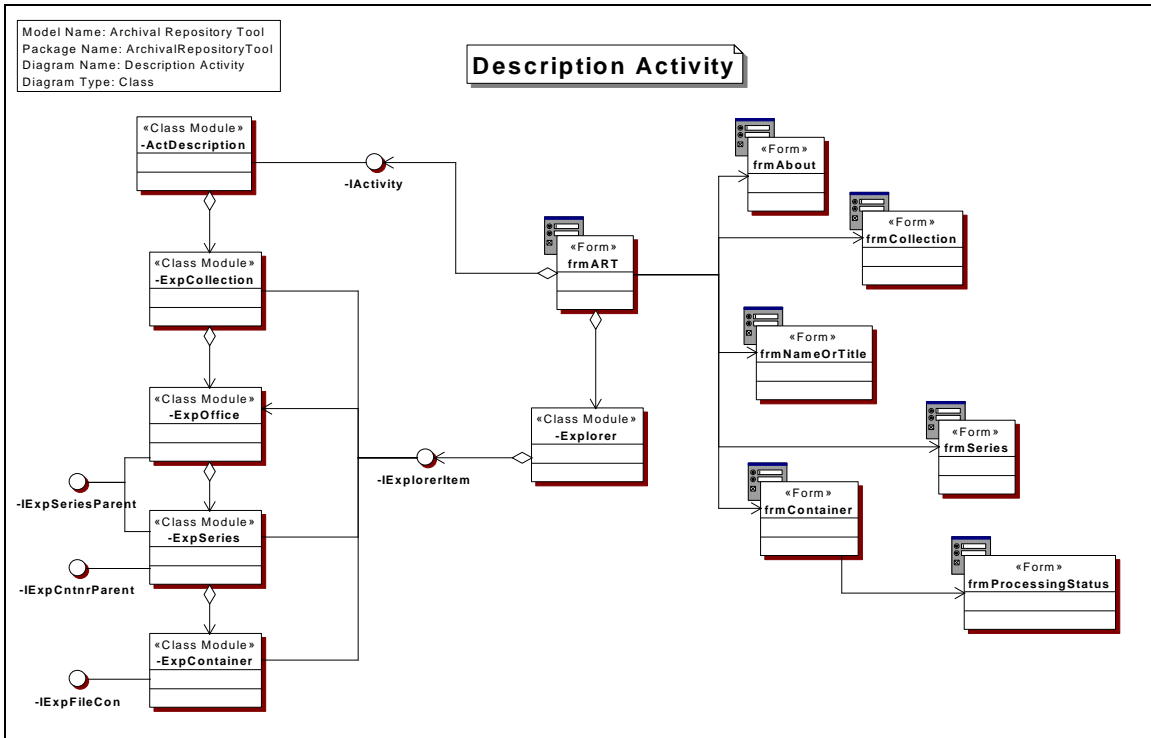 Model Name: Archival Repository Tool
Package Name: ArchivalRepositoryTool
Diagram Name: Description Activity
Diagram Type: Class
Description Activity
«Class Module»
-ActDescription
-IActivity
«Form»
frmAbout
«Form»
frmCollection
«Form»
frmART
«Class Module»
-ExpCollection
«Form»
frmNameOrTitle
«Class Module»
-ExpOffice
«Class Module»
-Explorer
«Form»
frmSeries
-IExplorerItem
-IExpSeriesParent
«Form»
frmContainer
«Class Module»
-ExpSeries
-IExpCntnrParent
«Form»
frmProcessingStatus
«Class Module»
-ExpContainer
-IExpFileCon